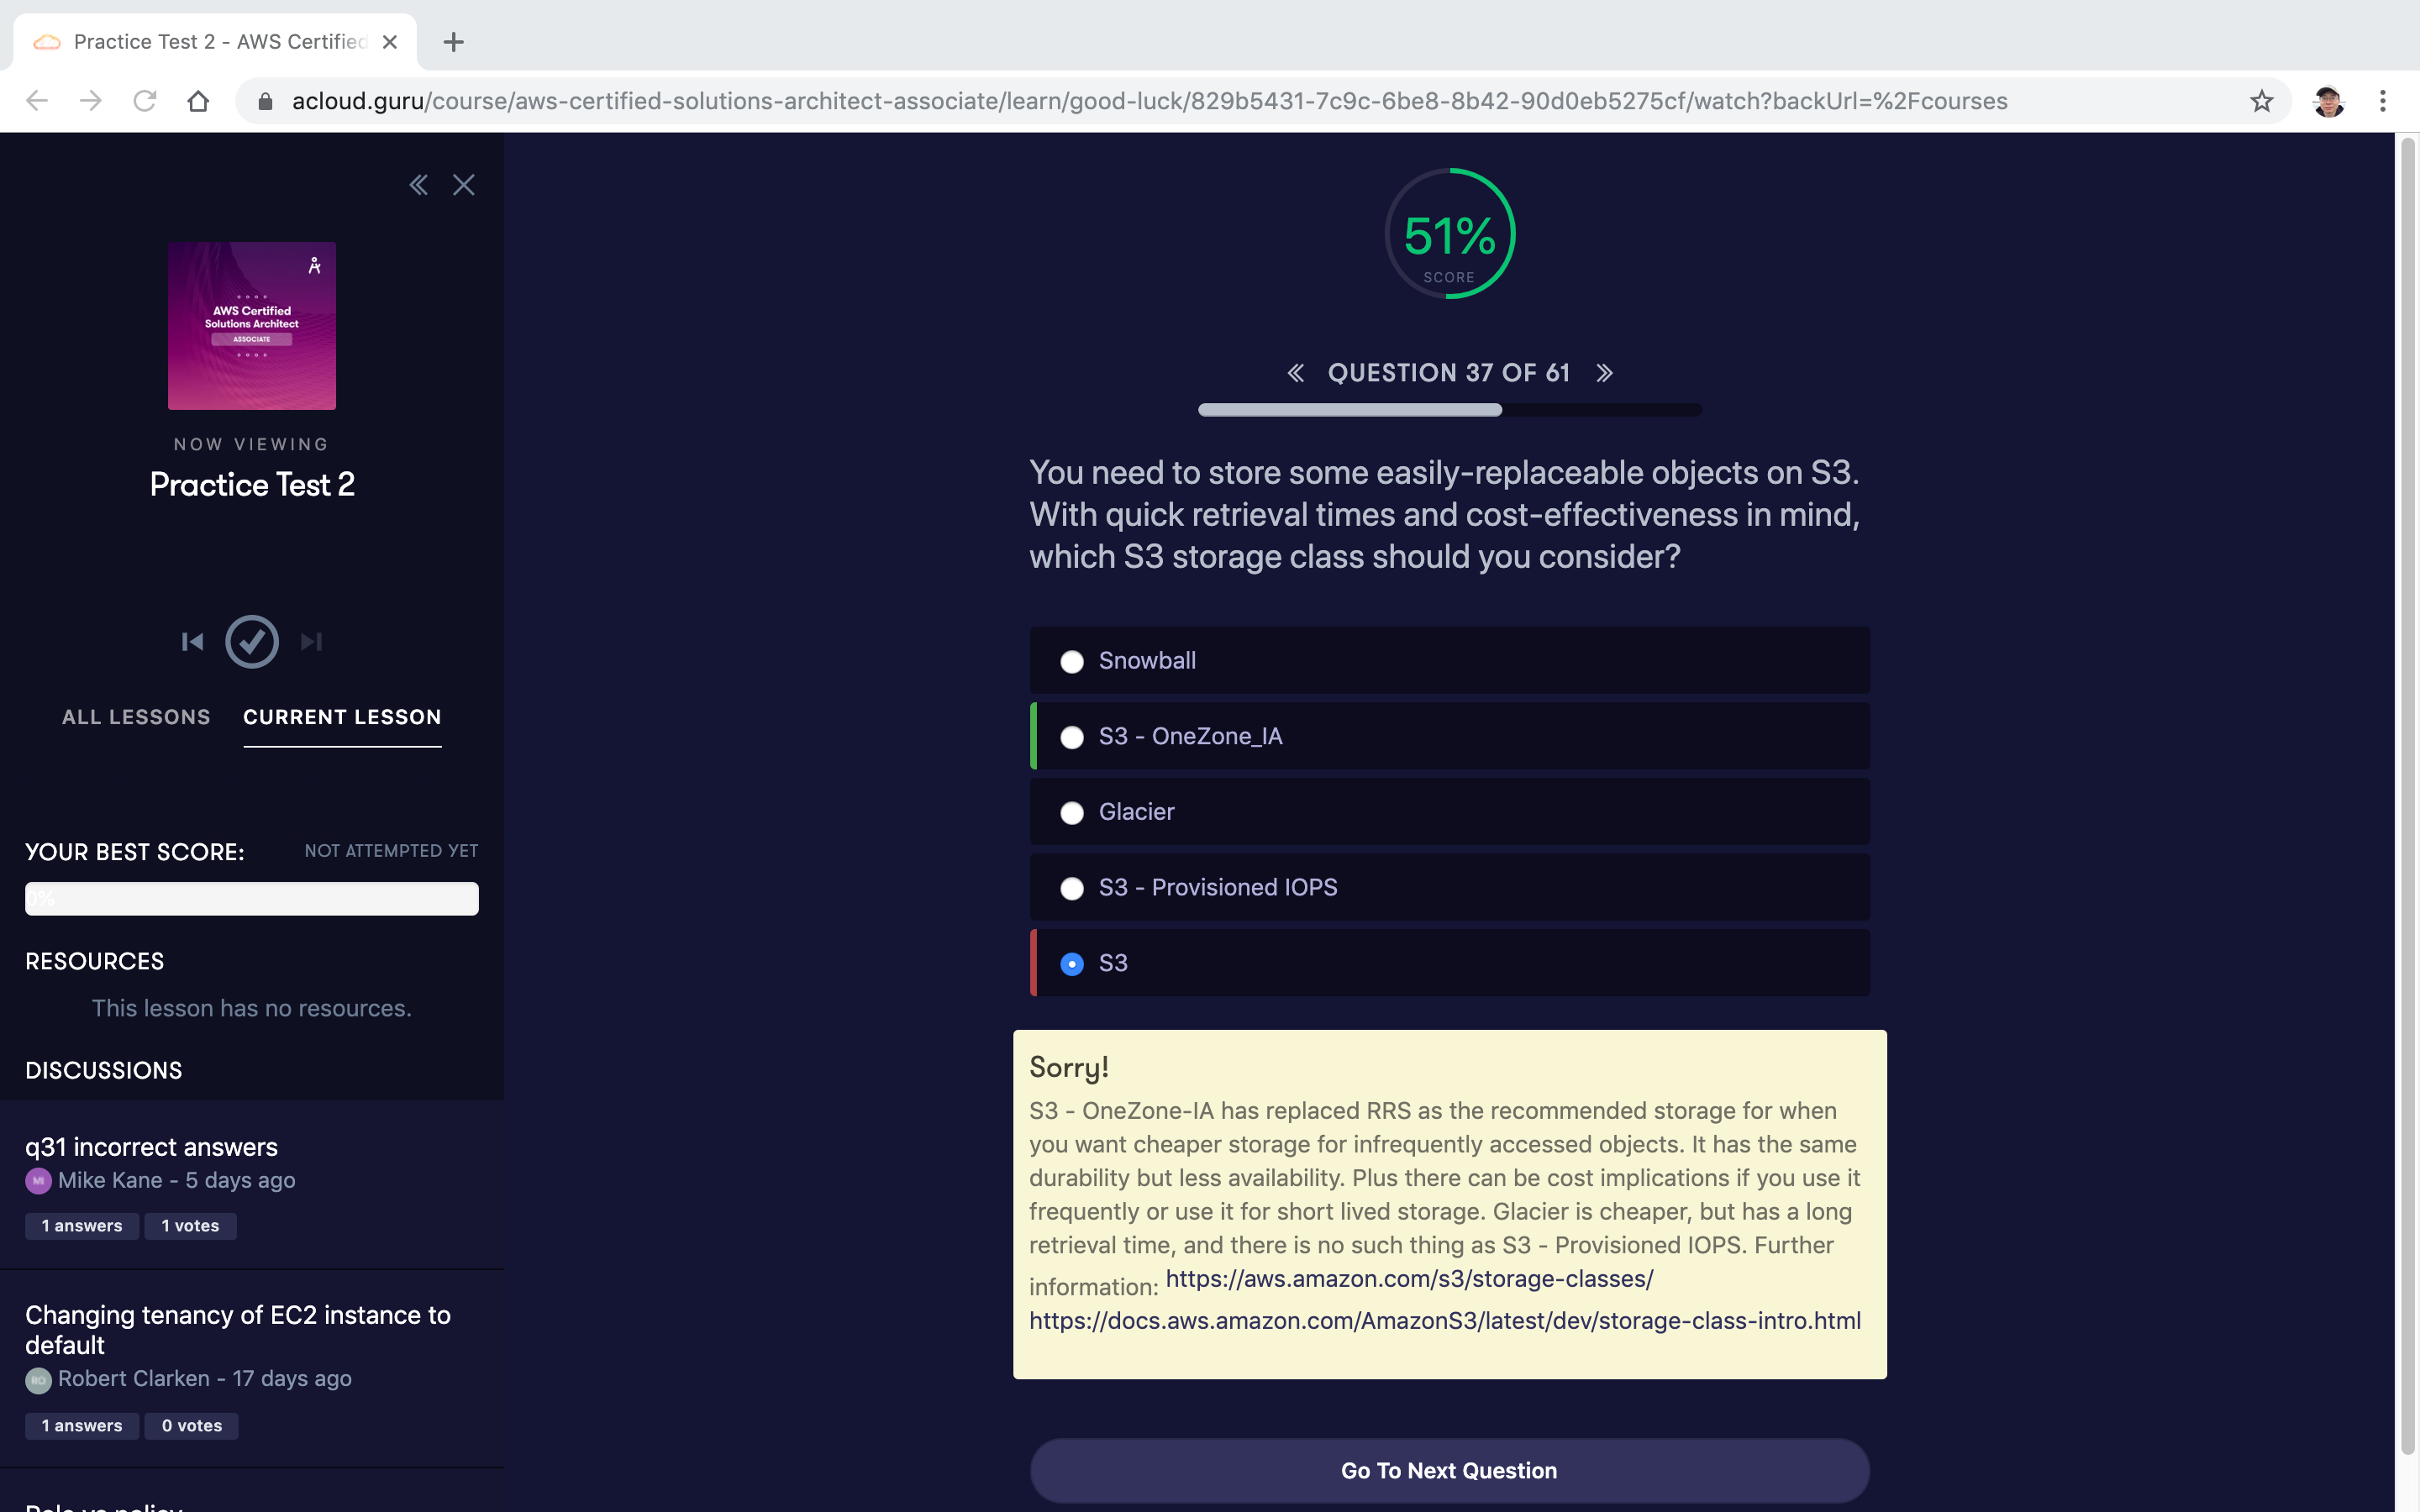 Practice Test 2 - AWS Certified
acloud.guru/course/aws-certified-solutions-architect-associate/learn/good-luck/829b5431-7c9c-6be8-8b42-90d0eb5275cf/watch?backUrl=%2Fcourses
AWS Certified
Solutions Architect
ASSOCIATE
NOW VIEWING
Practice Test 2
ALL LESSONS
CURRENT LESSON
YOUR BEST SCORE:
NOT ATTEMPTED YET
0%
RESOURCES
This lesson has no resources.
DISCUSSIONS
q31 incorrect answers
MI
Mike Kane - 5 days ago
1 answers
1 votes
Changing tenancy of EC2 instance to
default
RO
Robert Clarken - 17 days ago
1 answers
0 votes
51%
SCORE
QUESTION 37 OF 61
You need to store some easily-replaceable objects on S3.
With quick retrieval times and cost-effectiveness in mind,
which S3 storage class should you consider?
Snowball
S3 - OneZone_IA
Glacier
S3 - Provisioned IOPS
S3
Sorry!
S3 - OneZone-IA has replaced RRS as the recommended storage for when
you want cheaper storage for infrequently accessed objects. It has the same
durability but less availability. Plus there can be cost implications if you use it
frequently or use it for short lived storage. Glacier is cheaper, but has a long
retrieval time, and there is no such thing as S3 - Provisioned IOPS. Further
information: https://aws.amazon.com/s3/storage-classes/
https://docs.aws.amazon.com/AmazonS3/latest/dev/storage-class-intro.html
Go To Next Question